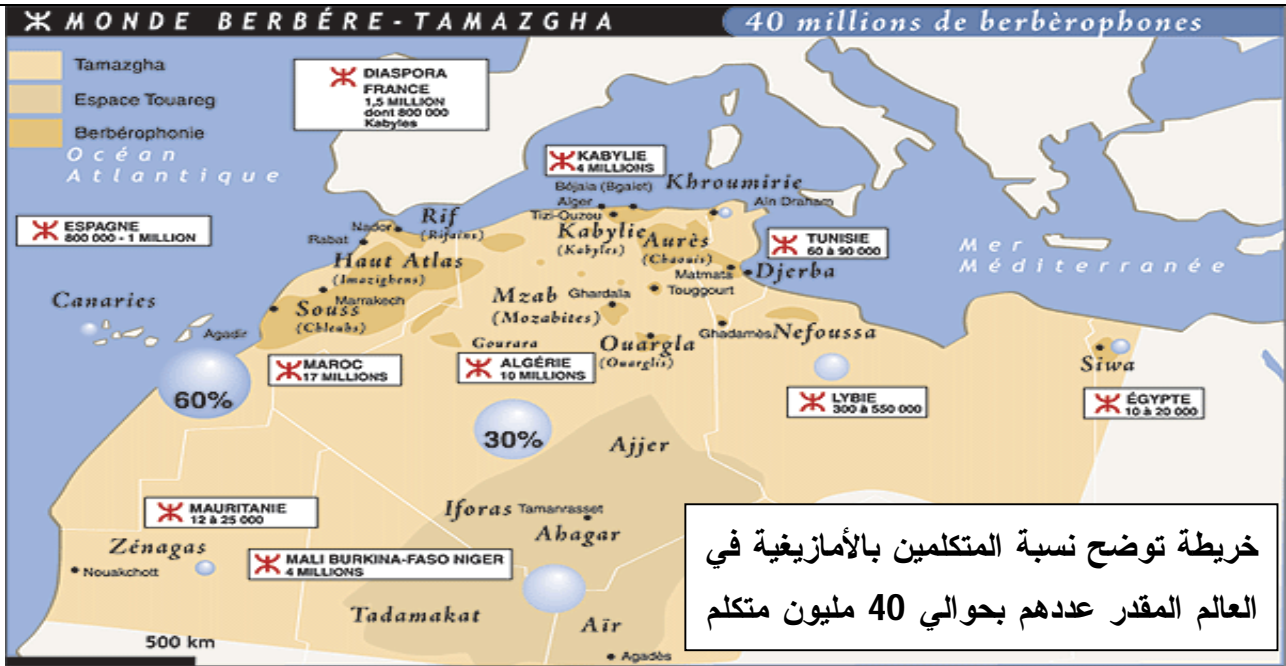 ⵣ MONDE BERBÉRE-TAMAZGHA
40 millions de berbèrophones
Tamazgha
Espace Touareg
Berbérophonie
Océan
Atlantique
ⵣ DIASPORA
FRANCE
1,5 MILLION
dont 800 000
Kabyles
ⵣ KABYLIE
4 MILLIONS
Béjaia (Bgaiet)
Khroumirie
Alger
Aïn Draham
Tizi-Ouzou
ⵣ ESPAGNE
800 000 - 1 MILLION
Nador
Rif
(Rifains)
Rabat
Kabylie
(Kabyles)
Aurès
(Chaouis)
ⵣ TUNISIE
60 à 90 000
Mer
Méditerranée
Haut Atlas
(Imazighens)
Matmata
Djerba
Canaries
Marrakech
Mzab
(Mozabites)
Ghardaïa
Touggourt
Souss
(Chleuhs)
Agadir
Ghadamès
Nefoussa
Gourara
Ouargla
(Ouarglis)
Siwa
ⵣ MAROC
17 MILLIONS
ⵣ ALGÉRIE
10 MILLIONS
60%
ⵣ LYBIE
300 à 550 000
ⵣ ÉGYPTE
10 à 20 000
30%
Ajjer
ⵣ MAURITANIE
12 à 25 000
Iforas
Tamanrasset
Ahagar
Zénagas
Nouakchott
ⵣ MALI BURKINA-FASO NIGER
4 MILLIONS
Tadamakat
Aïr
500 km
Agadès
خريطة توضح نسبة المتكلمين بالأمازيغية في
العالم المقدر عددهم بحوالي 40 مليون متكلم